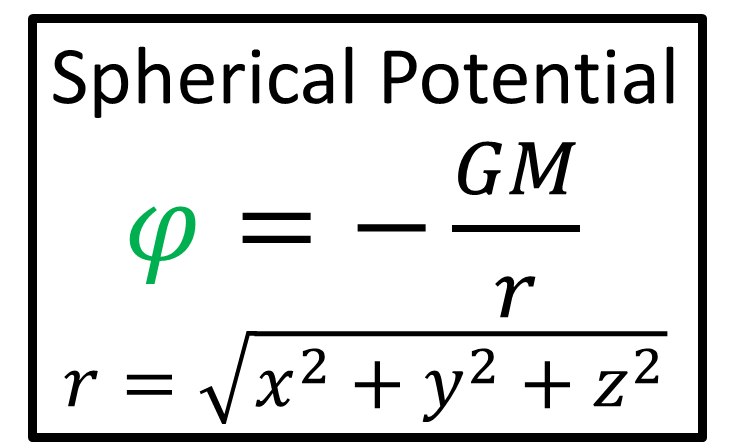 Spherical Potential
φ = − GM / r
r = √x² + y² + z²